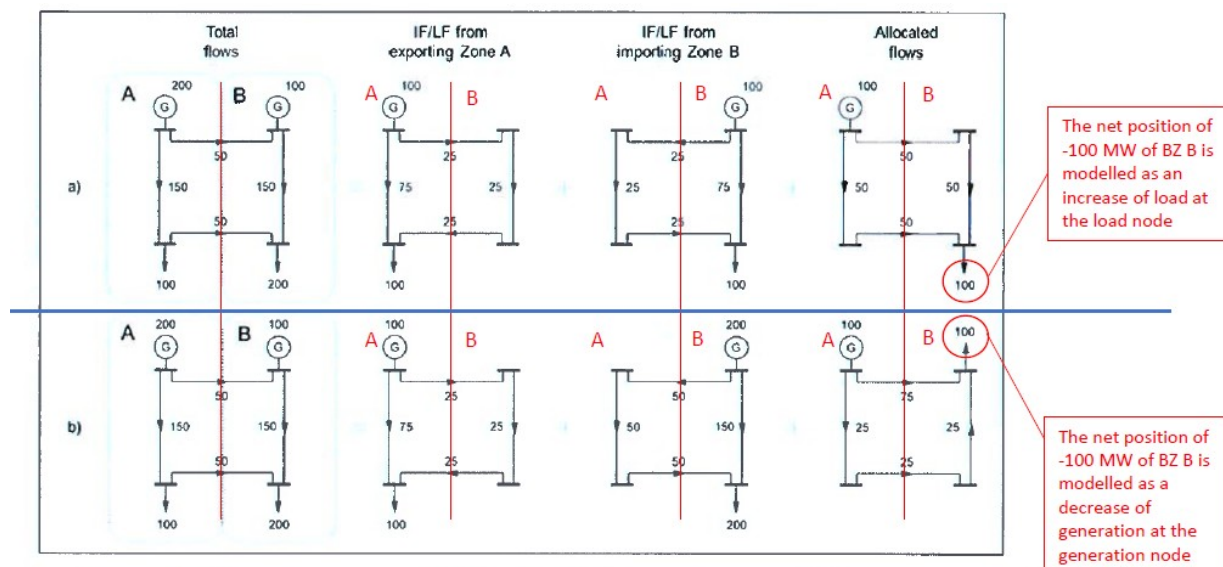 Total
flows
IF/LF from
exporting Zone A
IF/LF from
importing Zone B
Allocated
flows
a)
A
200
G
B
100
G
50
150
150
50
100
200
A
100
G
B
25
75
25
25
100
A
B
100
G
25
25
75
25
100
A
100
G
B
50
50
50
50
100
The net position of
-100 MW of BZ B is
modelled as an
increase of load at
the load node
b)
A
200
G
B
100
G
50
150
150
50
100
200
A
100
G
B
25
75
25
25
100
A
B
200
G
50
50
150
50
200
A
100
G
B
100
75
25
25
25
The net position of
-100 MW of BZ B is
modelled as a
decrease of
generation at the
generation node